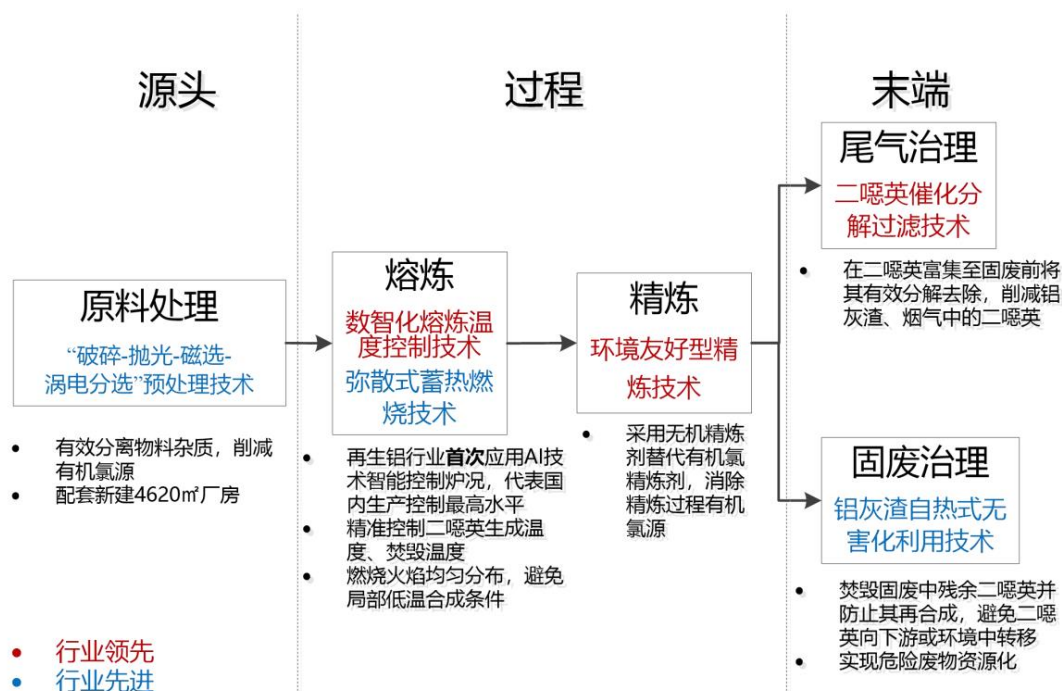 源头
过程
末端
原料处理
“破碎-抛光-磁选-
涡电分选”预处理技术
有效分离物料杂质，削减
有机氯源
配套新建4620㎡厂房
熔炼
数智化熔炼温
度控制技术
弥散式蓄热燃
烧技术
再生铝行业首次应用AI技
术智能控制炉况，代表国
内生产控制最高水平
精准控制二噁英生成温
度、焚毁温度
燃烧火焰均匀分布，避免
局部低温合成条件
精炼
环境友好型精
炼技术
采用无机精炼
剂替代有机氯
精炼剂，消除
精炼过程有机
氯源
尾气治理
二噁英催化分
解过滤技术
在二噁英富集至固废前将
其有效分解去除，削减铝
灰渣、烟气中的二噁英
固废治理
铝灰渣自热式无
害化利用技术
焚毁固废中残余二噁英并
防止其再合成，避免二噁
英向下游或环境中转移
实现危险废物资源化
行业领先
行业先进